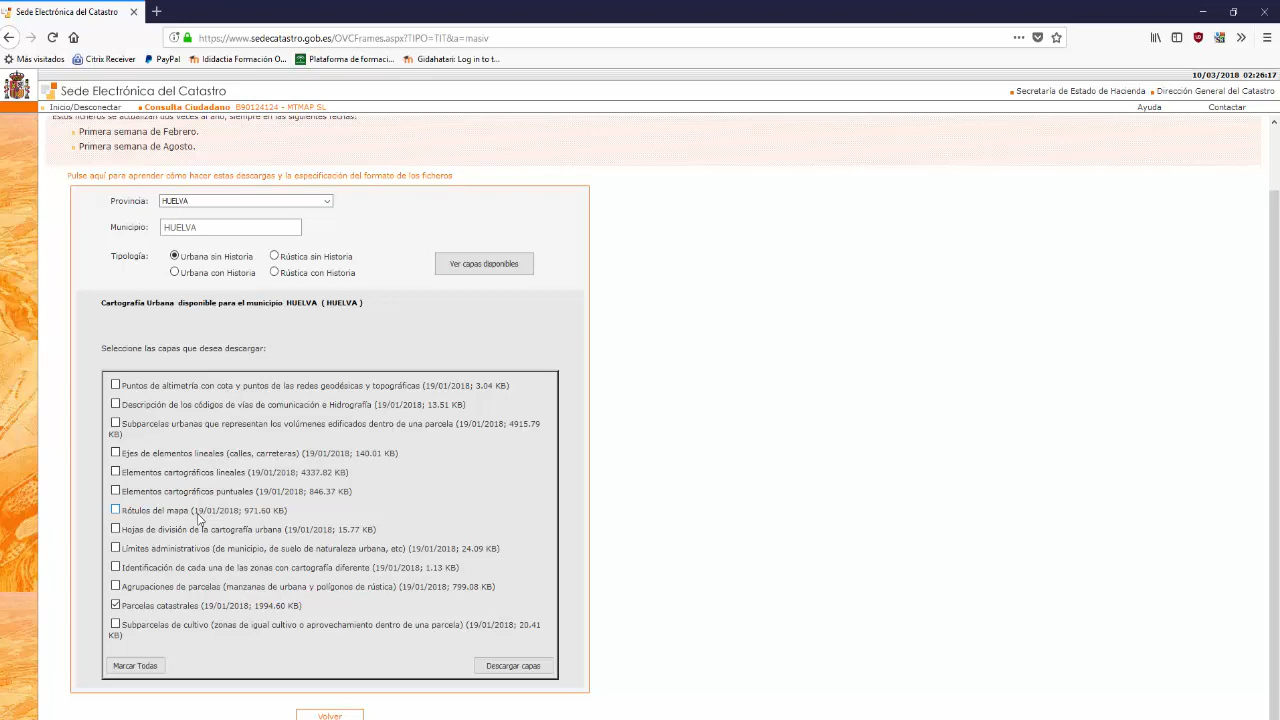 Sede Electrónica del Catastro
https://www.sedecatastro.gob.es/OVCFrames.aspx?TIPO=TIT&a=masiv
Más visitados Citrix Receiver PayPal Ididactia Formación O... Plataforma de formaci... Gidahatari: Log in to t...
10/03/2018 02:26:17
Sede Electrónica del Catastro Secretaría de Estado de Hacienda Dirección General del Catastro
Inicio/Desconectar Consulta Ciudadano B90124124 - MTMAP SL Ayuda Contactar
Estos ficheros se actualizan dos veces al año, siempre en las siguientes fechas:
Primera semana de Febrero.
Primera semana de Agosto.
Pulse aquí para aprender cómo hacer estas descargas y la especificación del formato de los ficheros
Provincia: HUELVA
Municipio: HUELVA
Tipología: Urbana sin Historia Rústica sin Historia
Urbana con Historia Rústica con Historia
Ver capas disponibles
Cartografía Urbana disponible para el municipio HUELVA ( HUELVA )
Seleccione las capas que desea descargar:
Puntos de altimetría con cota y puntos de las redes geodésicas y topográficas (19/01/2018; 3.04 KB)
Descripción de los códigos de vías de comunicación e Hidrografía (19/01/2018; 13.51 KB)
Subparcelas urbanas que representan los volúmenes edificados dentro de una parcela (19/01/2018; 4915.79
KB)
Ejes de elementos lineales (calles, carreteras) (19/01/2018; 140.01 KB)
Elementos cartográficos lineales (19/01/2018; 4337.82 KB)
Elementos cartográficos puntuales (19/01/2018; 846.37 KB)
Rótulos del mapa (19/01/2018; 971.60 KB)
Hojas de división de la cartografía urbana (19/01/2018; 15.77 KB)
Límites administrativos (de municipio, de suelo de naturaleza urbana, etc) (19/01/2018; 24.09 KB)
Identificación de cada una de las zonas con cartografía diferente (19/01/2018; 1.13 KB)
Agrupaciones de parcelas (manzanas de urbana y polígonos de rústica) (19/01/2018; 799.08 KB)
Parcelas catastrales (19/01/2018; 1994.60 KB)
Subparcelas de cultivo (zonas de igual cultivo o aprovechamiento dentro de una parcela) (19/01/2018; 20.41
KB)
Marcar Todas Descargar capas
Volver